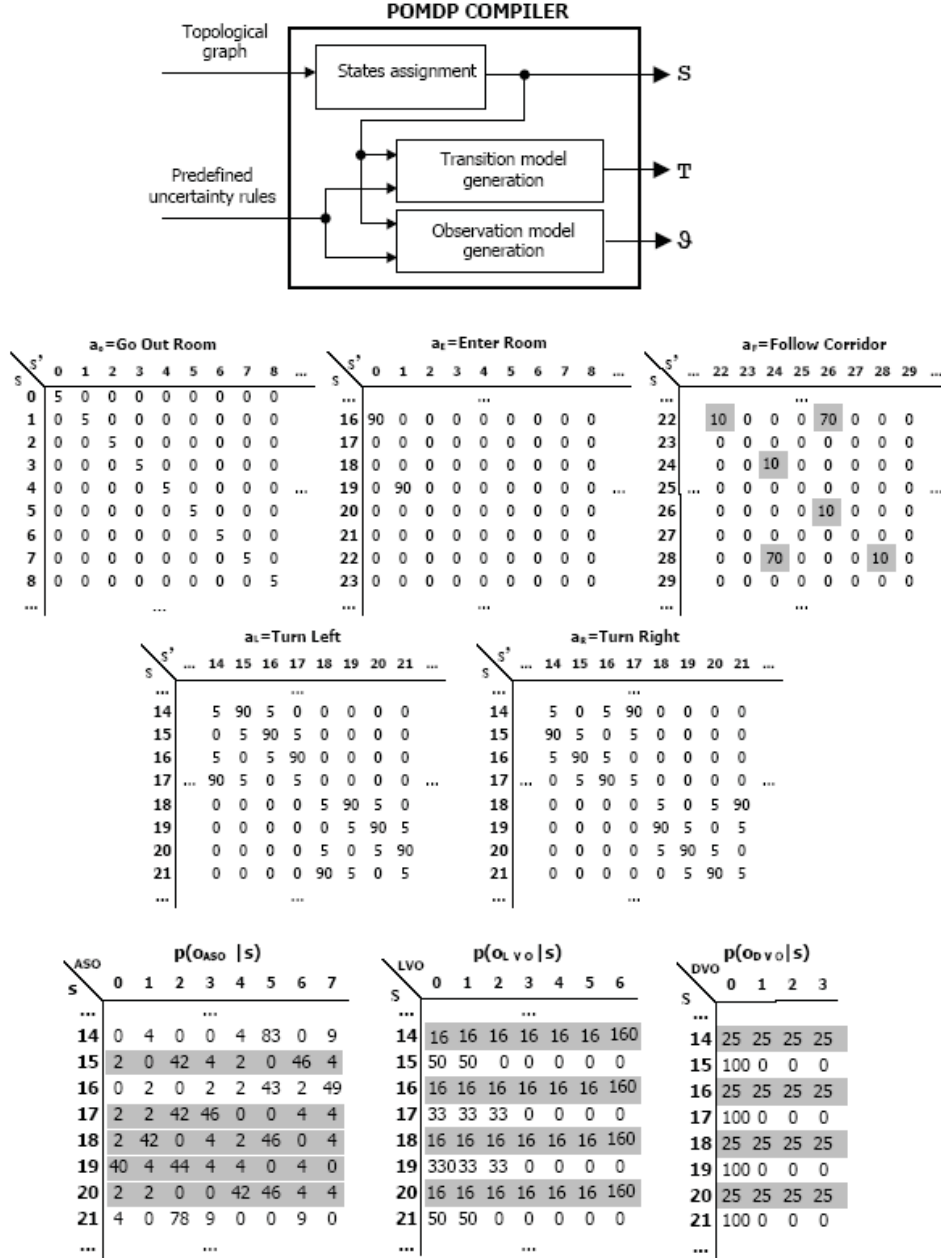 POMDP COMPILER
Topological
graph
States assignment
S
Transition model
generation
T
Predefined
uncertainty rules
Observation model
generation
ϑ
aₒ=Go Out Room
S' 0 1 2 3 4 5 6 7 8 ...
S
0 5 0 0 0 0 0 0 0 0
1 0 5 0 0 0 0 0 0 0
2 0 0 5 0 0 0 0 0 0
3 0 0 0 5 0 0 0 0 0
4 0 0 0 0 5 0 0 0 0 ...
5 0 0 0 0 0 5 0 0 0
6 0 0 0 0 0 0 5 0 0
7 0 0 0 0 0 0 0 5 0
8 0 0 0 0 0 0 0 0 5
... ...
aE=Enter Room
S' 0 1 2 3 4 5 6 7 8 ...
S
... ...
16 90 0 0 0 0 0 0 0 0
17 0 0 0 0 0 0 0 0 0
18 0 0 0 0 0 0 0 0 0
19 0 90 0 0 0 0 0 0 0 ...
20 0 0 0 0 0 0 0 0 0
21 0 0 0 0 0 0 0 0 0
22 0 0 0 0 0 0 0 0 0
23 0 0 0 0 0 0 0 0 0
... ...
aF=Follow Corridor
S' ... 22 23 24 25 26 27 28 29 ...
S
... ...
22 10 0 0 0 70 0 0 0
23 0 0 0 0 0 0 0 0
24 0 0 10 0 0 0 0 0
25 ... 0 0 0 0 0 0 0 0 ...
26 0 0 0 0 10 0 0 0
27 0 0 0 0 0 0 0 0
28 0 0 70 0 0 0 10 0
29 0 0 0 0 0 0 0 0
... ...
aL=Turn Left
S' ... 14 15 16 17 18 19 20 21 ...
S
... ...
14 5 90 5 0 0 0 0 0
15 0 5 90 5 0 0 0 0
16 5 0 5 90 0 0 0 0
17 ... 90 5 0 5 0 0 0 0 ...
18 0 0 0 0 5 90 5 0
19 0 0 0 0 0 5 90 5
20 0 0 0 0 5 0 5 90
21 0 0 0 0 90 5 0 5
... ...
aR=Turn Right
S' ... 14 15 16 17 18 19 20 21 ...
S
... ...
14 5 0 5 90 0 0 0 0
15 90 5 0 5 0 0 0 0
16 5 90 5 0 0 0 0 0
17 ... 0 5 90 5 0 0 0 0 ...
18 0 0 0 0 5 0 5 90
19 0 0 0 0 90 5 0 5
20 0 0 0 0 5 90 5 0
21 0 0 0 0 0 5 90 5
... ...
p(oASO |s)
ASO 0 1 2 3 4 5 6 7
s
... ...
14 0 4 0 0 4 83 0 9
15 2 0 42 4 2 0 46 4
16 0 2 0 2 2 43 2 49
17 2 2 42 46 0 0 4 4
18 2 42 0 4 2 46 0 4
19 40 4 44 4 4 0 4 0
20 2 2 0 0 42 46 4 4
21 4 0 78 9 0 0 9 0
... ...
p(oL V O|s)
LVO 0 1 2 3 4 5 6
S
... ...
14 16 16 16 16 16 16 160
15 50 50 0 0 0 0 0
16 16 16 16 16 16 16 160
17 33 33 33 0 0 0 0
18 16 16 16 16 16 16 160
19 33033 33 0 0 0 0
20 16 16 16 16 16 16 160
21 50 50 0 0 0 0 0
... ...
p(oD V O|s)
DVO 0 1 2 3
S
...
14 25 25 25 25
15 100 0 0 0
16 25 25 25 25
17 100 0 0 0
18 25 25 25 25
19 100 0 0 0
20 25 25 25 25
21 100 0 0 0
... ...